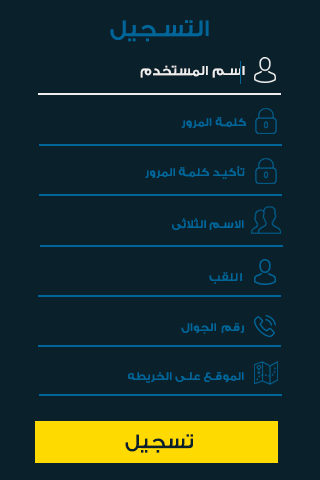 التسجيل
اسم المستخدم
كلمة المرور
تأكيد كلمة المرور
الاسم الثلاثى
اللقب
رقم الجوال
الموقع على الخريطه
تسجيل